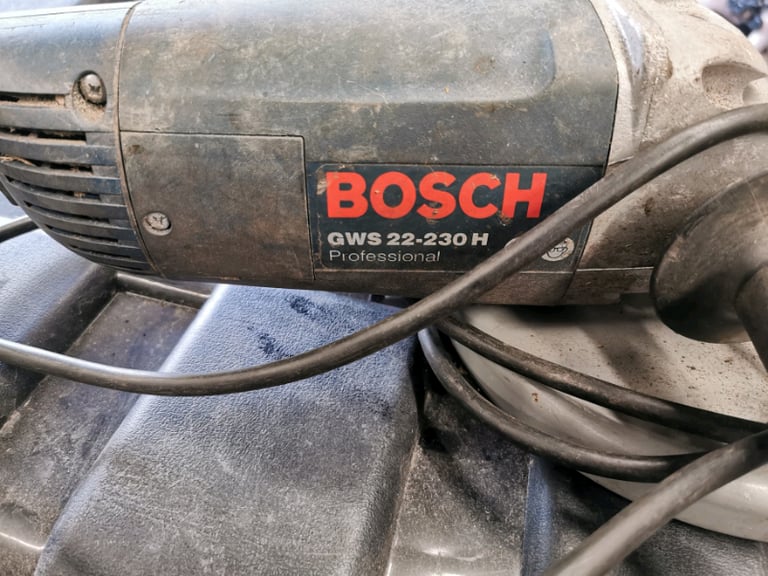 BOSCH
GWS 22-230 H
Professional